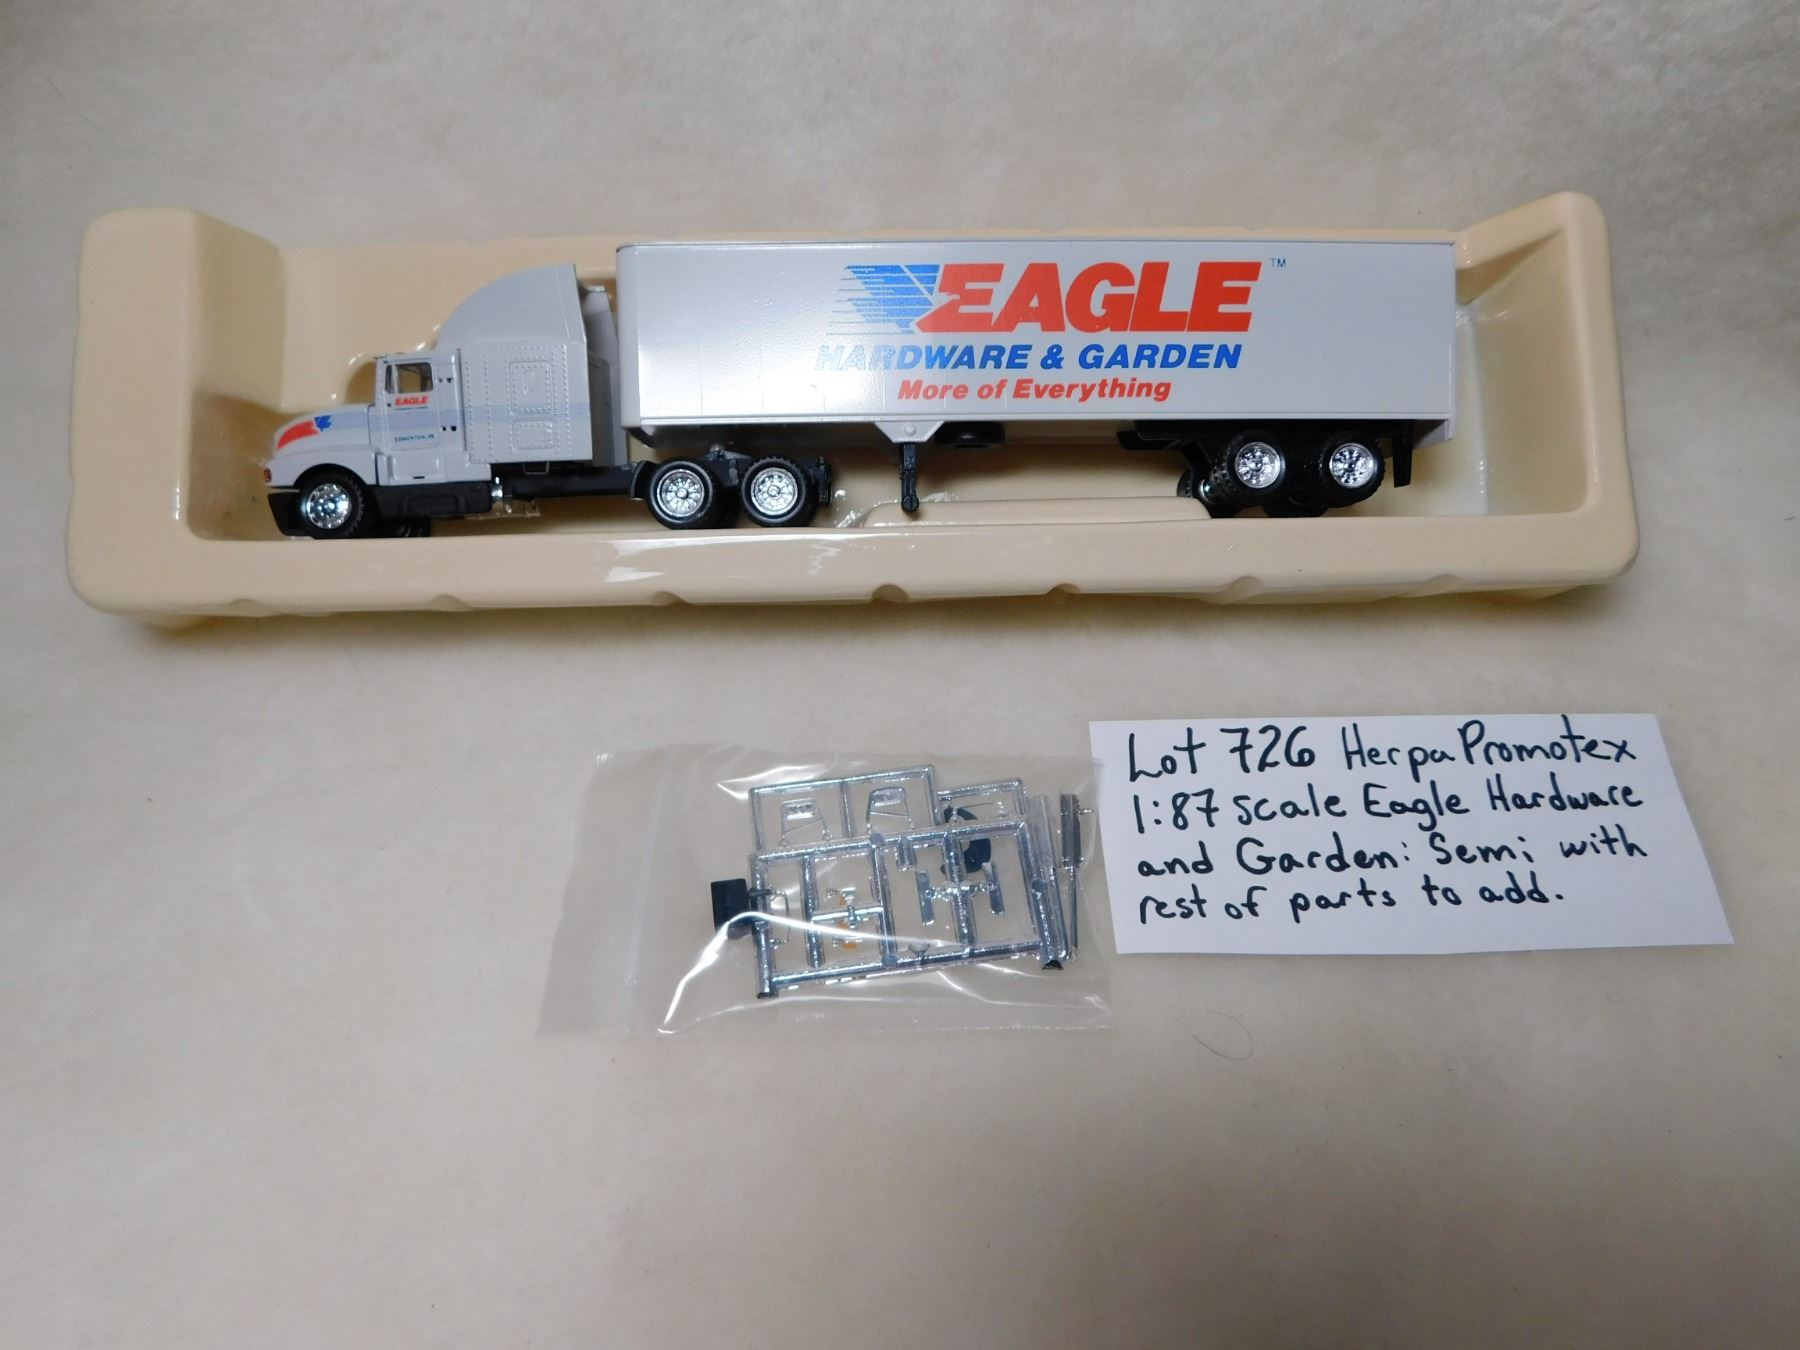 EAGLE™
HARDWARE & GARDEN
More of Everything
EAGLE
Lot 726 Herpa Promotex
1:87 scale Eagle Hardware
and Garden: Semi with
rest of parts to add.